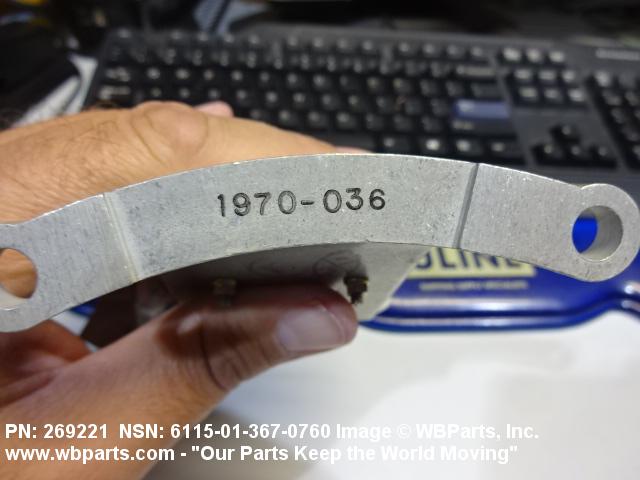 1970-036
ULINE
PN: 269221 NSN: 6115-01-367-0760 Image © WBParts, Inc.
www.wbparts.com - "Our Parts Keep the World Moving"